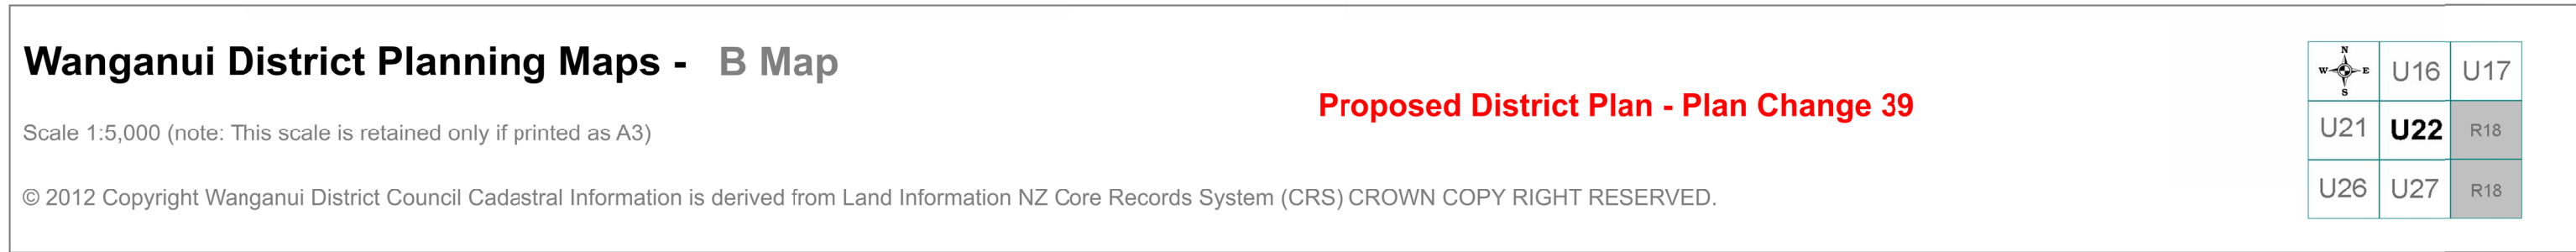 Wanganui District Planning Maps - B Map
Proposed District Plan - Plan Change 39
Scale 1:5,000 (note: This scale is retained only if printed as A3)
© 2012 Copyright Wanganui District Council Cadastral Information is derived from Land Information NZ Core Records System (CRS) CROWN COPY RIGHT RESERVED.
N
W E U16 U17
S
U21 U22 R18
U26 U27 R18